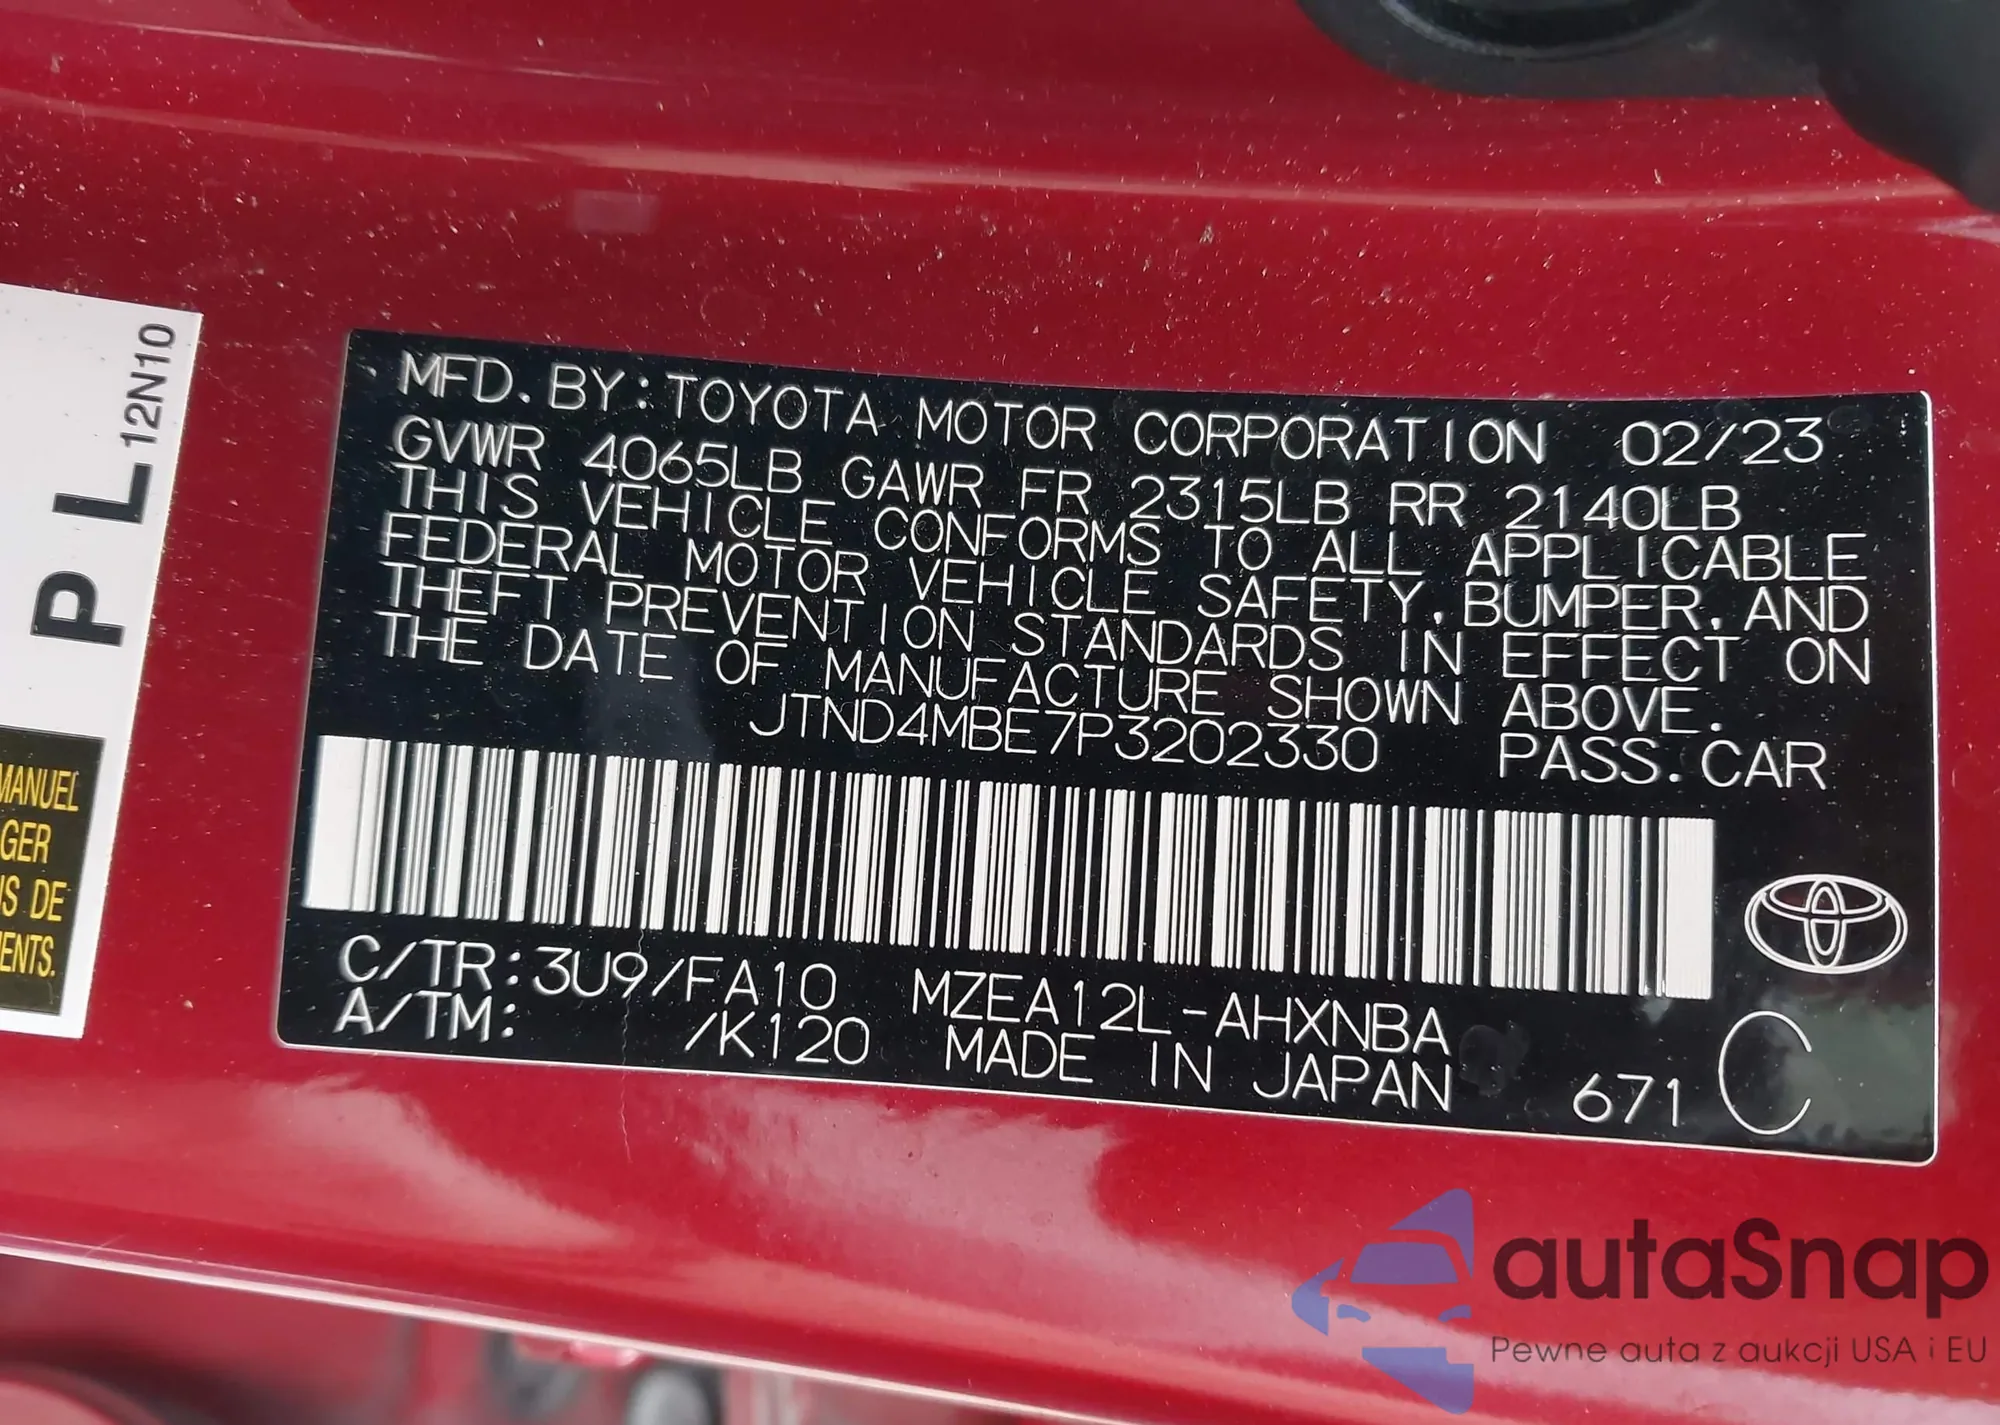 MFD. BY: TOYOTA MOTOR CORPORATION 02/23
GVWR 4065LB GAWR FR 2315LB RR 2140LB
THIS VEHICLE CONFORMS TO ALL APPLICABLE
FEDERAL MOTOR VEHICLE SAFETY, BUMPER, AND
THEFT PREVENTION STANDARDS IN EFFECT ON
THE DATE OF MANUFACTURE SHOWN ABOVE.
JTND4MBE7P3202330 PASS. CAR
C/TR: 3U9/FA10 MZEA12L-AHXNBA
A/TM: /K120 MADE IN JAPAN 671 C
P L 12N10
MANUEL
GER
IS DE
ENTS.
autaSnap
Pewne auta z aukcji USA i EU